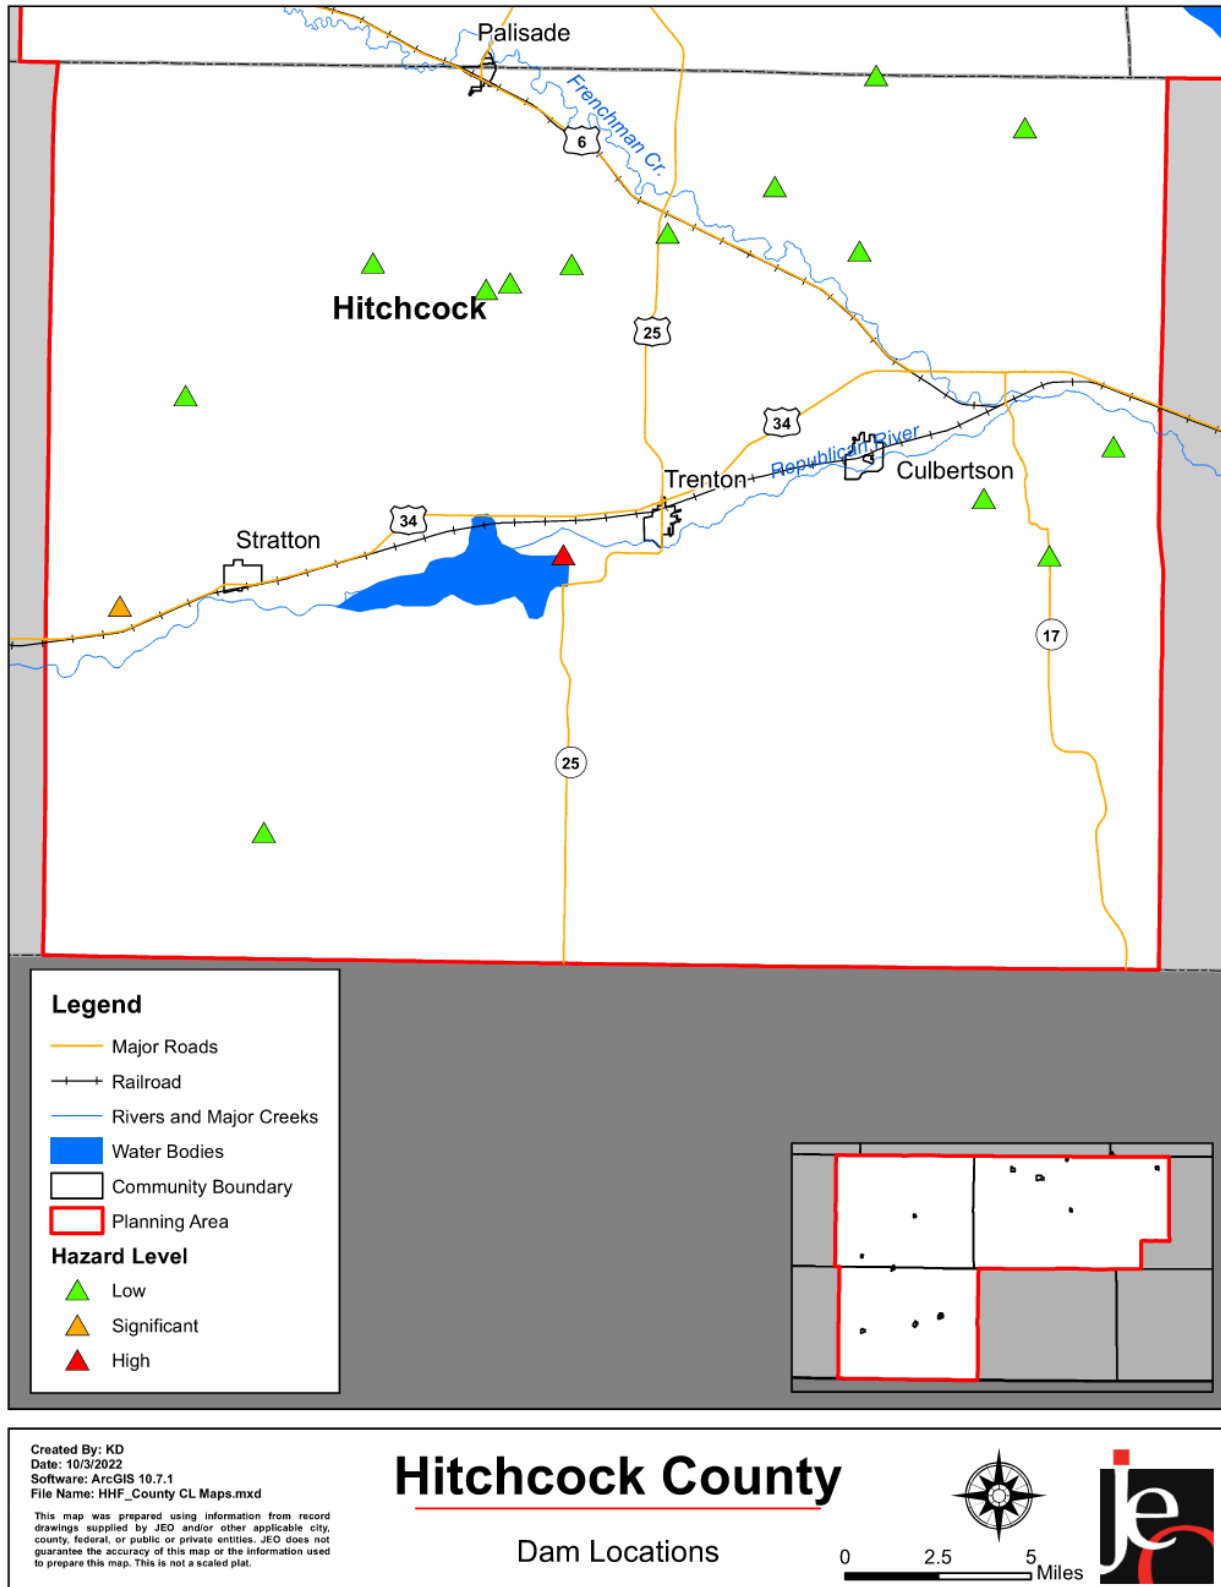 Palisade
Frenchman Cr.
6
Hitchcock
25
34
Republican River
Culbertson
Trenton
34
Stratton
17
25
Legend
Major Roads
Railroad
Rivers and Major Creeks
Water Bodies
Community Boundary
Planning Area
Hazard Level
Low
Significant
High
Created By: KD
Date: 10/3/2022
Software: ArcGIS 10.7.1
File Name: HHF_County CL Maps.mxd
This map was prepared using information from record
drawings supplied by JEO and/or other applicable city,
county, federal, or public or private entities. JEO does not
guarantee the accuracy of this map or the information used
to prepare this map. This is not a scaled plat.
Hitchcock County
Dam Locations
0 2.5 5
Miles
jeo